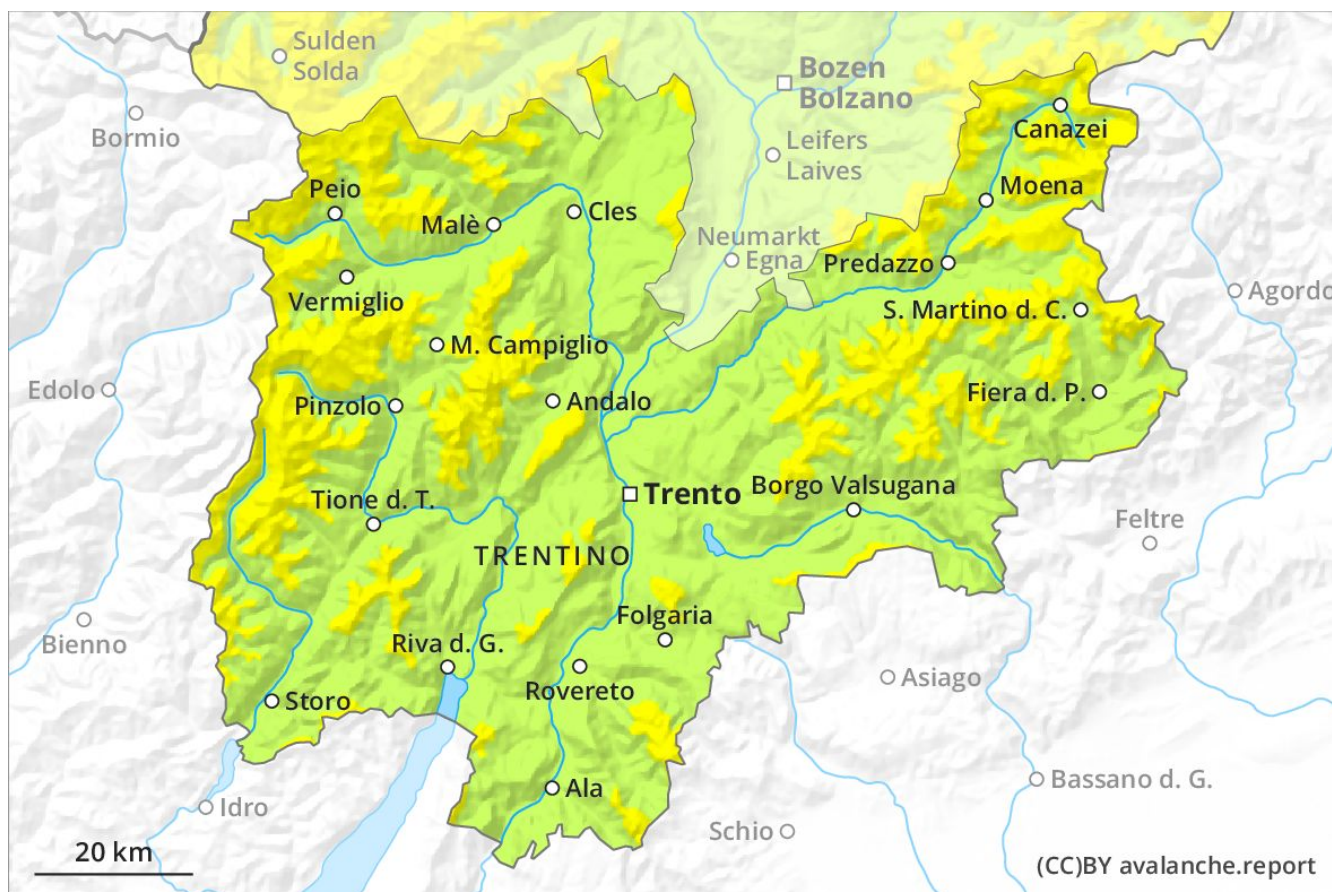 Sulden
Solda
Bozen
Bolzano
Bormio
Canazei
Leifers
Laives
Peio
Moena
Malè
Cles
Neumarkt
Egna
Predazzo
Vermiglio
Agordo
S. Martino d. C.
M. Campiglio
Edolo
Pinzolo
Andalo
Fiera d. P.
Trento
Borgo Valsugana
Tione d. T.
Feltre
TRENTINO
Folgaria
Bienno
Riva d. G.
Asiago
Rovereto
Storo
Bassano d. G.
Ala
Idro
Schio
20 km
(CC)BY avalanche.report